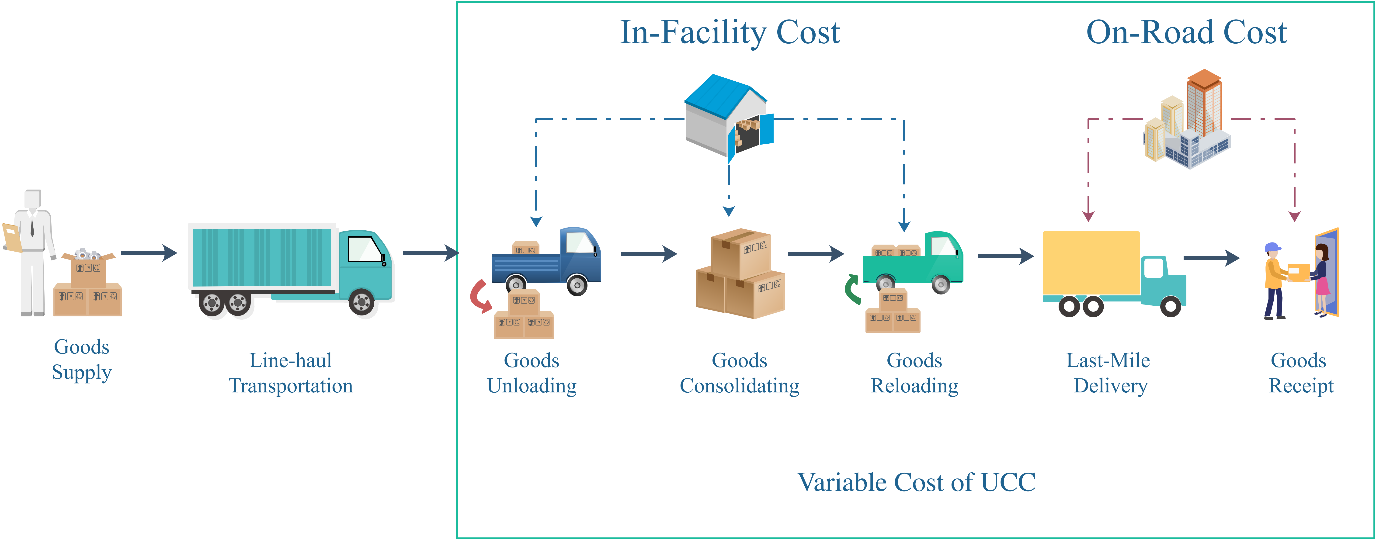 In-Facility Cost
On-Road Cost
Goods
Supply
Line-haul
Transportation
Goods
Unloading
Goods
Consolidating
Goods
Reloading
Last-Mile
Delivery
Goods
Receipt
Variable Cost of UCC